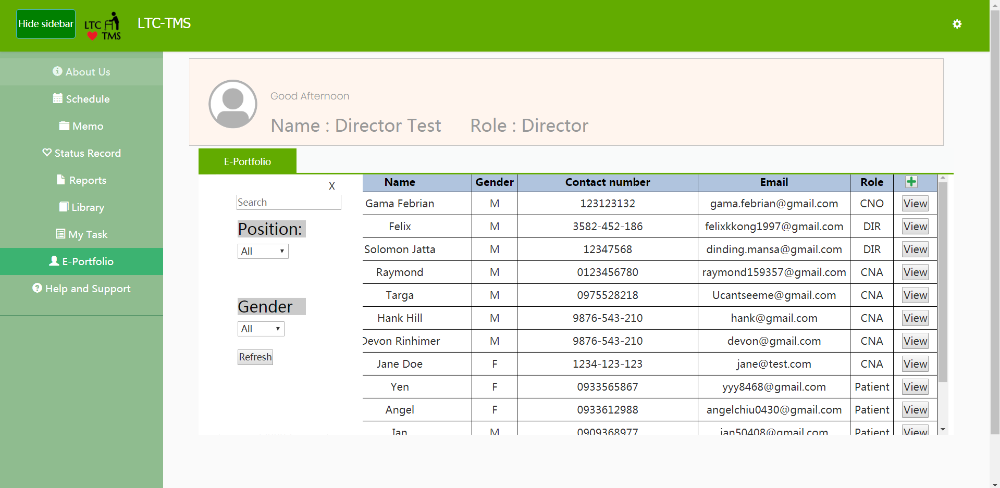 Hide sidebar
LTC
TMS
LTC-TMS
About Us
Schedule
Memo
Status Record
Reports
Library
My Task
E-Portfolio
Help and Support
Good Afternoon
Name : Director Test Role : Director
E-Portfolio
X
Search
Position:
All
Gender
All
Refresh
Name Gender Contact number Email Role
Gama Febrian M 123123132 gama.febrian@gmail.com CNO View
Felix M 3582-452-186 felixkkong1997@gmail.com DIR View
Solomon Jatta M 12347568 dinding.mansa@gmail.com DIR View
Raymond M 0123456780 raymond159357@gmail.com CNA View
Targa M 0975528218 Ucantseeme@gmail.com CNA View
Hank Hill M 9876-543-210 hank@gmail.com CNA View
Devon Rinhimer M 9876-543-210 devon@gmail.com CNA View
Jane Doe F 1234-123-123 jane@test.com CNA View
Yen F 0933565867 yyy8468@gmail.com Patient View
Angel F 0933612988 angelchiu0430@gmail.com Patient View
Ian M 0909368977 ian50408@gmail.com Patient View